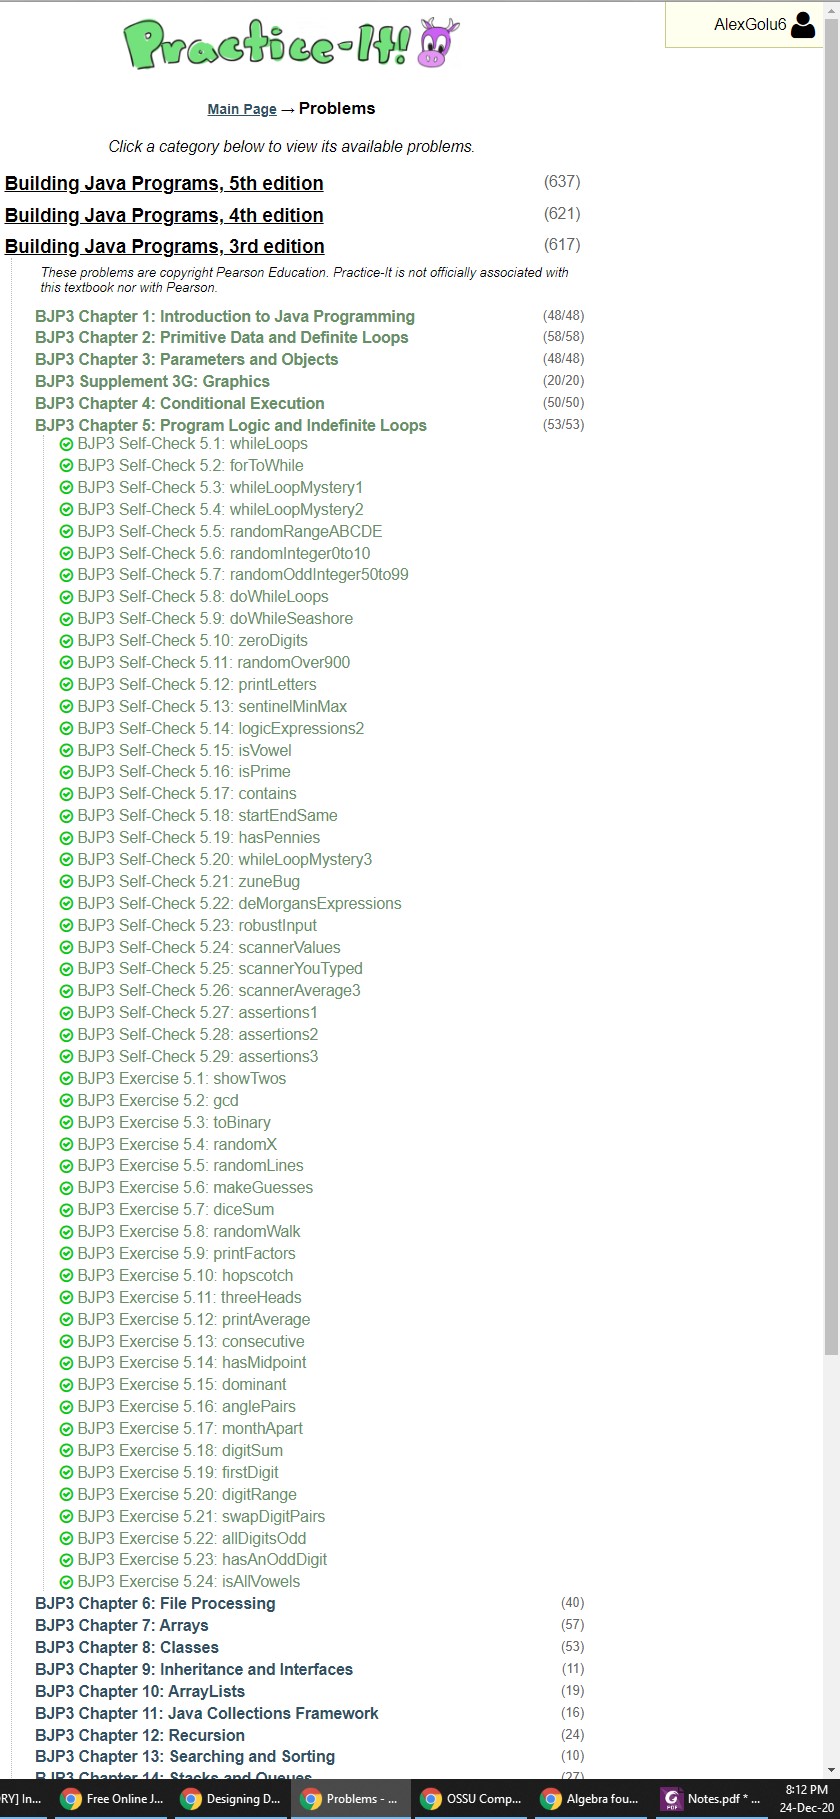 Practice-It!
AlexGolu6
Main Page → Problems
Click a category below to view its available problems.
Building Java Programs, 5th edition (637)
Building Java Programs, 4th edition (621)
Building Java Programs, 3rd edition (617)
These problems are copyright Pearson Education. Practice-It is not officially associated with
this textbook nor with Pearson.
BJP3 Chapter 1: Introduction to Java Programming (48/48)
BJP3 Chapter 2: Primitive Data and Definite Loops (58/58)
BJP3 Chapter 3: Parameters and Objects (48/48)
BJP3 Supplement 3G: Graphics (20/20)
BJP3 Chapter 4: Conditional Execution (50/50)
BJP3 Chapter 5: Program Logic and Indefinite Loops (53/53)
BJP3 Self-Check 5.1: whileLoops
BJP3 Self-Check 5.2: forToWhile
BJP3 Self-Check 5.3: whileLoopMystery1
BJP3 Self-Check 5.4: whileLoopMystery2
BJP3 Self-Check 5.5: randomRangeABCDE
BJP3 Self-Check 5.6: randomInteger0to10
BJP3 Self-Check 5.7: randomOddInteger50to99
BJP3 Self-Check 5.8: doWhileLoops
BJP3 Self-Check 5.9: doWhileSeashore
BJP3 Self-Check 5.10: zeroDigits
BJP3 Self-Check 5.11: randomOver900
BJP3 Self-Check 5.12: printLetters
BJP3 Self-Check 5.13: sentinelMinMax
BJP3 Self-Check 5.14: logicExpressions2
BJP3 Self-Check 5.15: isVowel
BJP3 Self-Check 5.16: isPrime
BJP3 Self-Check 5.17: contains
BJP3 Self-Check 5.18: startEndSame
BJP3 Self-Check 5.19: hasPennies
BJP3 Self-Check 5.20: whileLoopMystery3
BJP3 Self-Check 5.21: zuneBug
BJP3 Self-Check 5.22: deMorgansExpressions
BJP3 Self-Check 5.23: robustInput
BJP3 Self-Check 5.24: scannerValues
BJP3 Self-Check 5.25: scannerYouTyped
BJP3 Self-Check 5.26: scannerAverage3
BJP3 Self-Check 5.27: assertions1
BJP3 Self-Check 5.28: assertions2
BJP3 Self-Check 5.29: assertions3
BJP3 Exercise 5.1: showTwos
BJP3 Exercise 5.2: gcd
BJP3 Exercise 5.3: toBinary
BJP3 Exercise 5.4: randomX
BJP3 Exercise 5.5: randomLines
BJP3 Exercise 5.6: makeGuesses
BJP3 Exercise 5.7: diceSum
BJP3 Exercise 5.8: randomWalk
BJP3 Exercise 5.9: printFactors
BJP3 Exercise 5.10: hopscotch
BJP3 Exercise 5.11: threeHeads
BJP3 Exercise 5.12: printAverage
BJP3 Exercise 5.13: consecutive
BJP3 Exercise 5.14: hasMidpoint
BJP3 Exercise 5.15: dominant
BJP3 Exercise 5.16: anglePairs
BJP3 Exercise 5.17: monthApart
BJP3 Exercise 5.18: digitSum
BJP3 Exercise 5.19: firstDigit
BJP3 Exercise 5.20: digitRange
BJP3 Exercise 5.21: swapDigitPairs
BJP3 Exercise 5.22: allDigitsOdd
BJP3 Exercise 5.23: hasAnOddDigit
BJP3 Exercise 5.24: isAllVowels
BJP3 Chapter 6: File Processing (40)
BJP3 Chapter 7: Arrays (57)
BJP3 Chapter 8: Classes (53)
BJP3 Chapter 9: Inheritance and Interfaces (11)
BJP3 Chapter 10: ArrayLists (19)
BJP3 Chapter 11: Java Collections Framework (16)
BJP3 Chapter 12: Recursion (24)
BJP3 Chapter 13: Searching and Sorting (10)
BJP3 Chapter 14: Stacks and Queues (27)
RY] In... Free Online J... Designing D... Problems - ... OSSU Comp... Algebra fou... Notes.pdf * ... 8:12 PM
24-Dec-20